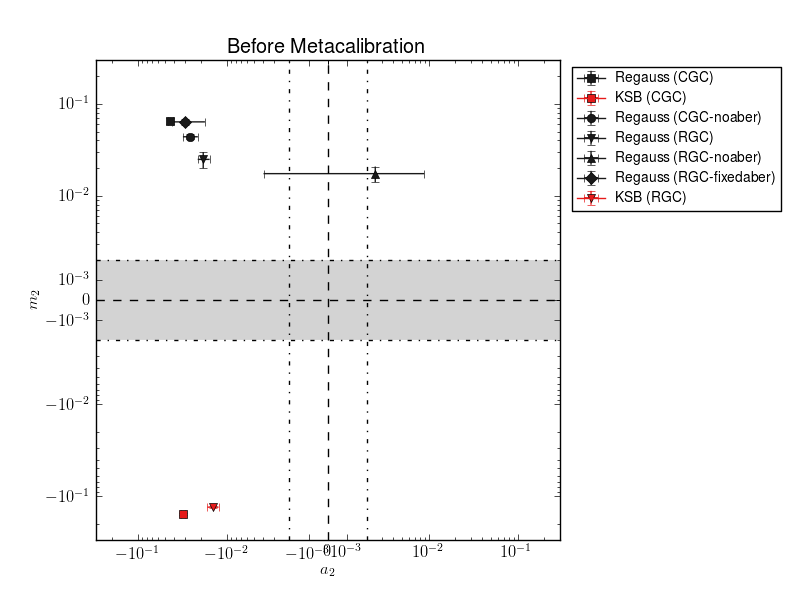 Before Metacalibration
Regauss (CGC)
KSB (CGC)
Regauss (CGC-noaber)
Regauss (RGC)
Regauss (RGC-noaber)
Regauss (RGC-fixedaber)
KSB (RGC)
10⁻¹
10⁻²
10⁻³
0
−10⁻³
−10⁻²
−10⁻¹
m₂
−10⁻¹ −10⁻² −10⁻³ 0 10⁻³ 10⁻² 10⁻¹
a₂